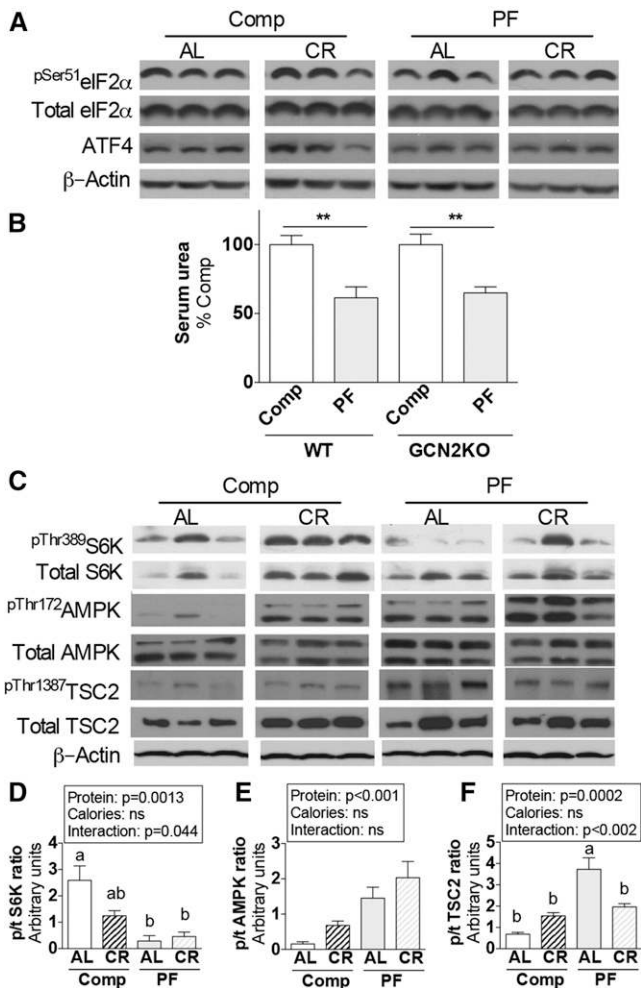 A
Comp PF
AL CR AL CR
pSer51eIF2α
Total eIF2α
ATF4
β-Actin
B
Serum urea
% Comp
100
50
0
**
**
Comp PF Comp PF
WT GCN2KO
C
Comp PF
AL CR AL CR
pThr389S6K
Total S6K
pThr172AMPK
Total AMPK
pThr1387TSC2
Total TSC2
β-Actin
D
Protein: p=0.0013
Calories: ns
Interaction: p=0.044
p/t S6K ratio
Arbitrary units
4
3
2
1
0
a ab b b
AL CR AL CR
Comp PF
E
Protein: p<0.001
Calories: ns
Interaction: ns
p/t AMPK ratio
Arbitrary units
3
2
1
0
AL CR AL CR
Comp PF
F
Protein: p=0.0002
Calories: ns
Interaction: p<0.002
p/t TSC2 ratio
Arbitrary units
5
4
3
2
1
0
b b a b
AL CR AL CR
Comp PF